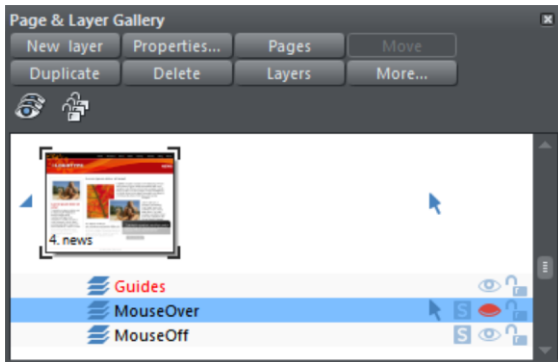 Page & Layer Gallery
New layer Properties... Pages Move
Duplicate Delete Layers More...
4. news
Guides
MouseOver S
MouseOff S